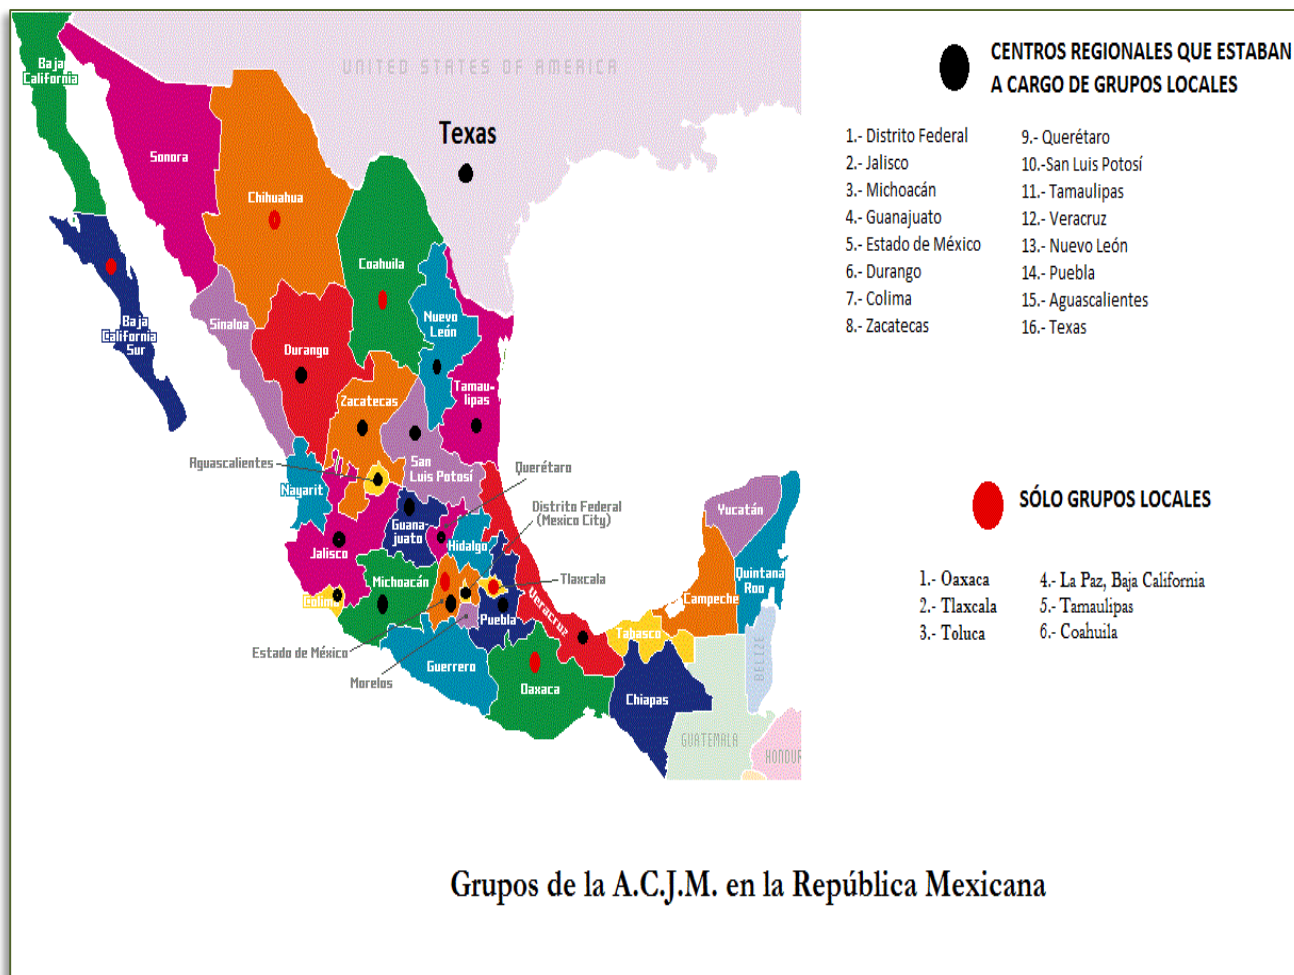 Baja
California
UNITED STATES OF AMERICA
Sonora
Texas
Chihuahua
Coahuila
Nuevo
León
Baja
California
Sur
Sinaloa
Durango
Tamau-
lipas
Zacatecas
Aguascalientes
San
Luis Potosí
Querétaro
Nayarit
Distrito Federal
(Mexico City)
Guana-
juato
Hidalgo
Jalisco
Michoacán
Tlaxcala
Colima
Puebla
Veracruz
Estado de México
Guerrero
Morelos
Oaxaca
Tabasco
Chiapas
Campeche
Yucatán
Quintana
Roo
BELIZE
GUATEMALA
HONDUR
CENTROS REGIONALES QUE ESTABAN
A CARGO DE GRUPOS LOCALES
1.- Distrito Federal
2.- Jalisco
3.- Michoacán
4.- Guanajuato
5.- Estado de México
6.- Durango
7.- Colima
8.- Zacatecas
9.- Querétaro
10.-San Luis Potosí
11.- Tamaulipas
12.- Veracruz
13.- Nuevo León
14.- Puebla
15.- Aguascalientes
16.- Texas
SÓLO GRUPOS LOCALES
1.- Oaxaca
2.- Tlaxcala
3.- Toluca
4.- La Paz, Baja California
5.- Tamaulipas
6.- Coahuila
Grupos de la A.C.J.M. en la República Mexicana